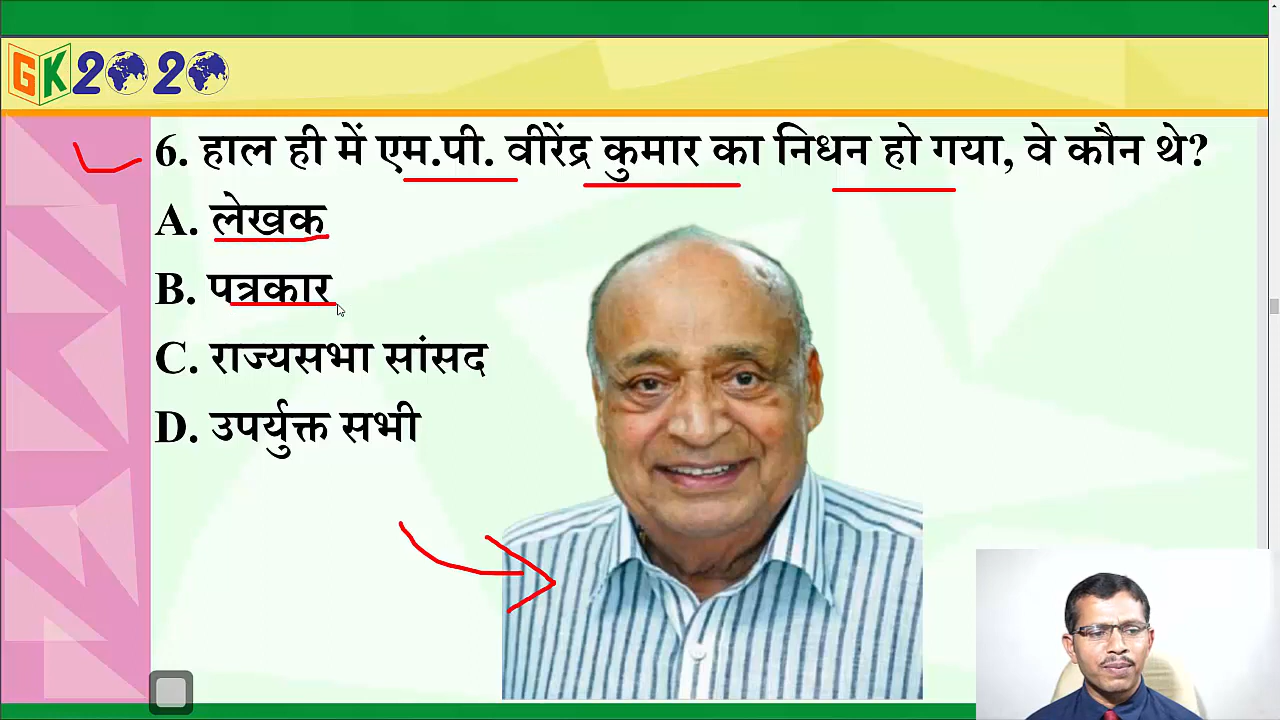 GK2020
6. हाल ही में एम.पी. वीरेंद्र कुमार का निधन हो गया, वे कौन थे?
A. लेखक
B. पत्रकार
C. राज्यसभा सांसद
D. उपर्युक्त सभी